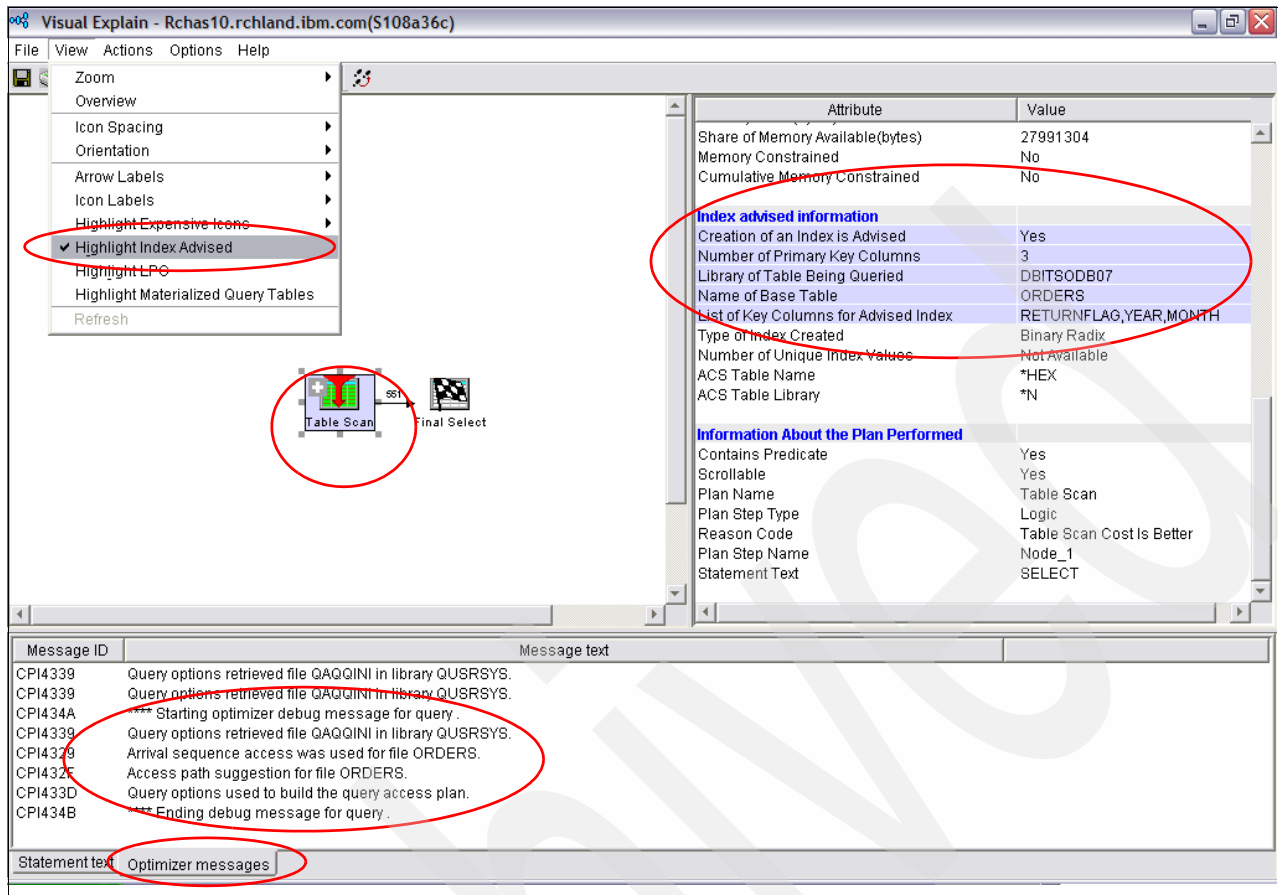 Visual Explain - Rchas10.rchland.ibm.com(S108a36c)
File View Actions Options Help
Zoom
Overview
Icon Spacing
Orientation
Arrow Labels
Icon Labels
Highlight Expensive Icons
Highlight Index Advised
Highlight LPG
Highlight Materialized Query Tables
Refresh
551
Table Scan
Final Select
Attribute Value
Share of Memory Available(bytes) 27991304
Memory Constrained No
Cumulative Memory Constrained No
Index advised information
Creation of an Index is Advised Yes
Number of Primary Key Columns 3
Library of Table Being Queried DBITSODB07
Name of Base Table ORDERS
List of Key Columns for Advised Index RETURNFLAG,YEAR,MONTH
Type of Index Created Binary Radix
Number of Unique Index Values Not Available
ACS Table Name *HEX
ACS Table Library *N
Information About the Plan Performed
Contains Predicate Yes
Scrollable Yes
Plan Name Table Scan
Plan Step Type Logic
Reason Code Table Scan Cost Is Better
Plan Step Name Node_1
Statement Text SELECT
Message ID Message text
CPI4339 Query options retrieved file QAQQINI in library QUSRSYS.
CPI4339 Query options retrieved file QAQQINI in library QUSRSYS.
CPI434A **** Starting optimizer debug message for query .
CPI4339 Query options retrieved file QAQQINI in library QUSRSYS.
CPI4329 Arrival sequence access was used for file ORDERS.
CPI432F Access path suggestion for file ORDERS.
CPI433D Query options used to build the query access plan.
CPI434B **** Ending debug message for query .
Statement text Optimizer messages